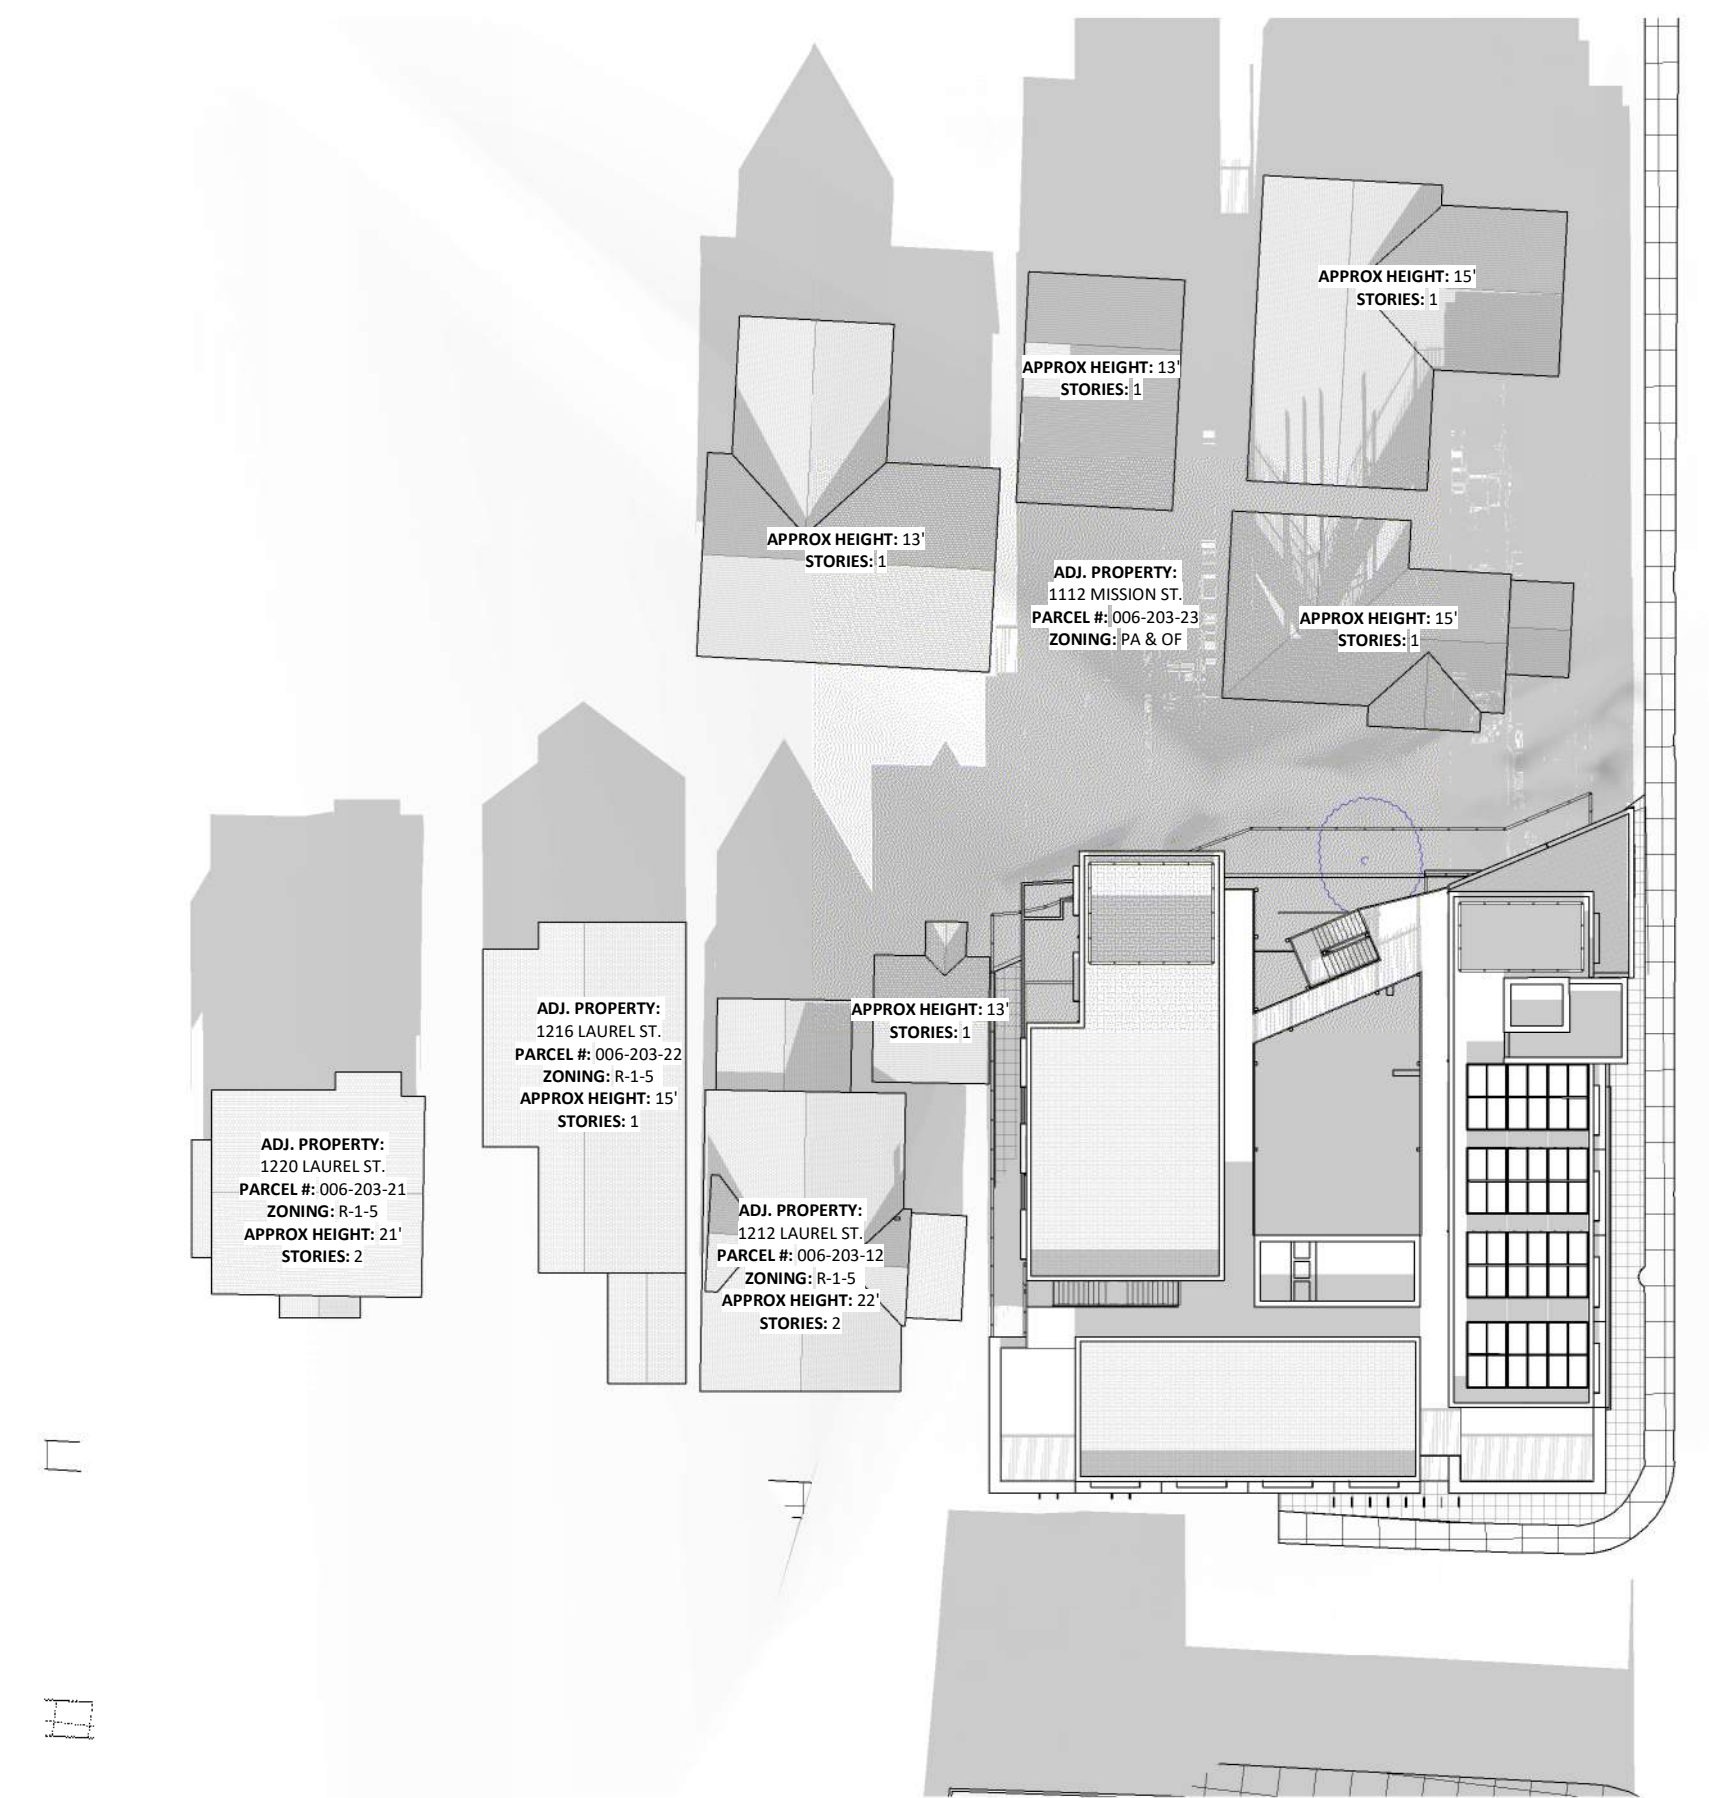 APPROX HEIGHT: 15'
STORIES: 1
APPROX HEIGHT: 13'
STORIES: 1
APPROX HEIGHT: 13'
STORIES: 1
ADJ. PROPERTY:
1112 MISSION ST.
PARCEL #: 006-203-23
ZONING: PA & OF
APPROX HEIGHT: 15'
STORIES: 1
ADJ. PROPERTY:
1216 LAUREL ST.
PARCEL #: 006-203-22
ZONING: R-1-5
APPROX HEIGHT: 15'
STORIES: 1
APPROX HEIGHT: 13'
STORIES: 1
ADJ. PROPERTY:
1220 LAUREL ST.
PARCEL #: 006-203-21
ZONING: R-1-5
APPROX HEIGHT: 21'
STORIES: 2
ADJ. PROPERTY:
1212 LAUREL ST.
PARCEL #: 006-203-12
ZONING: R-1-5
APPROX HEIGHT: 22'
STORIES: 2